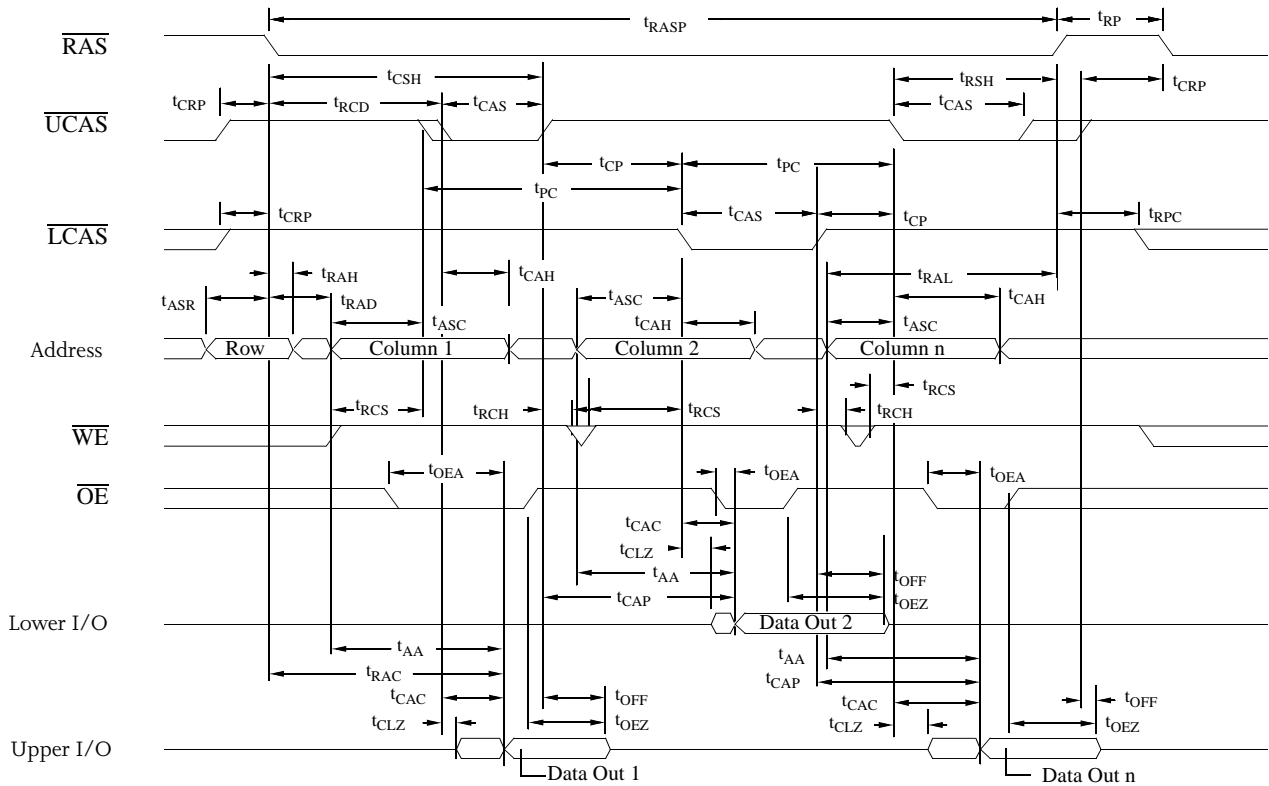 tRASP
tRP
RAS
tCSH
tRSH
tCRP
tRCD
tCAS
tCAS
tCRP
UCAS
tCP
tPC
tPC
tCRP
tCAS
tCP
tRPC
LCAS
tRAH
tCAH
tRAL
tASR
tRAD
tASC
tCAH
tASC
tCAH
tASC
Address
Row
Column 1
Column 2
Column n
tRCS
tRCS
tRCH
tRCS
tRCH
WE
tOEA
tOEA
tOEA
OE
tCAC
tCLZ
tAA
tOFF
tCAP
tOEZ
Lower I/O
Data Out 2
tAA
tAA
tRAC
tCAP
tCAC
tOFF
tCAC
tOFF
tCLZ
tOEZ
tCLZ
tOEZ
Upper I/O
Data Out 1
Data Out n